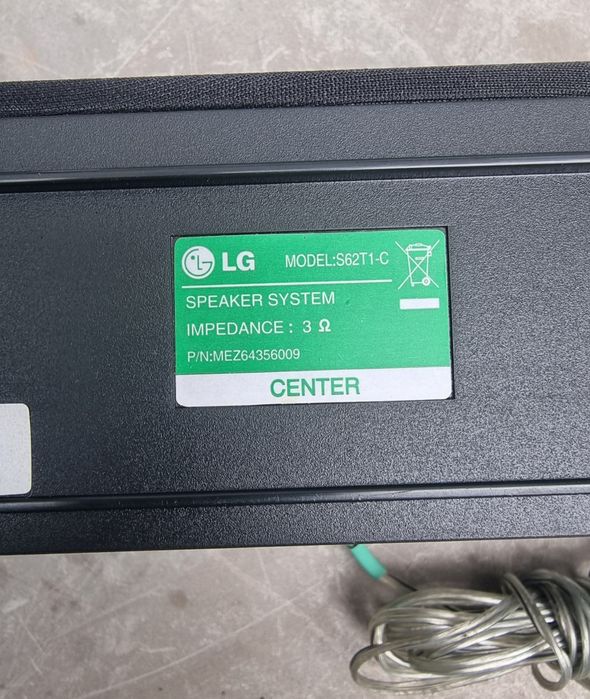 LG MODEL:S62T1-C
SPEAKER SYSTEM
IMPEDANCE : 3 Ω
P/N:MEZ64356009
CENTER